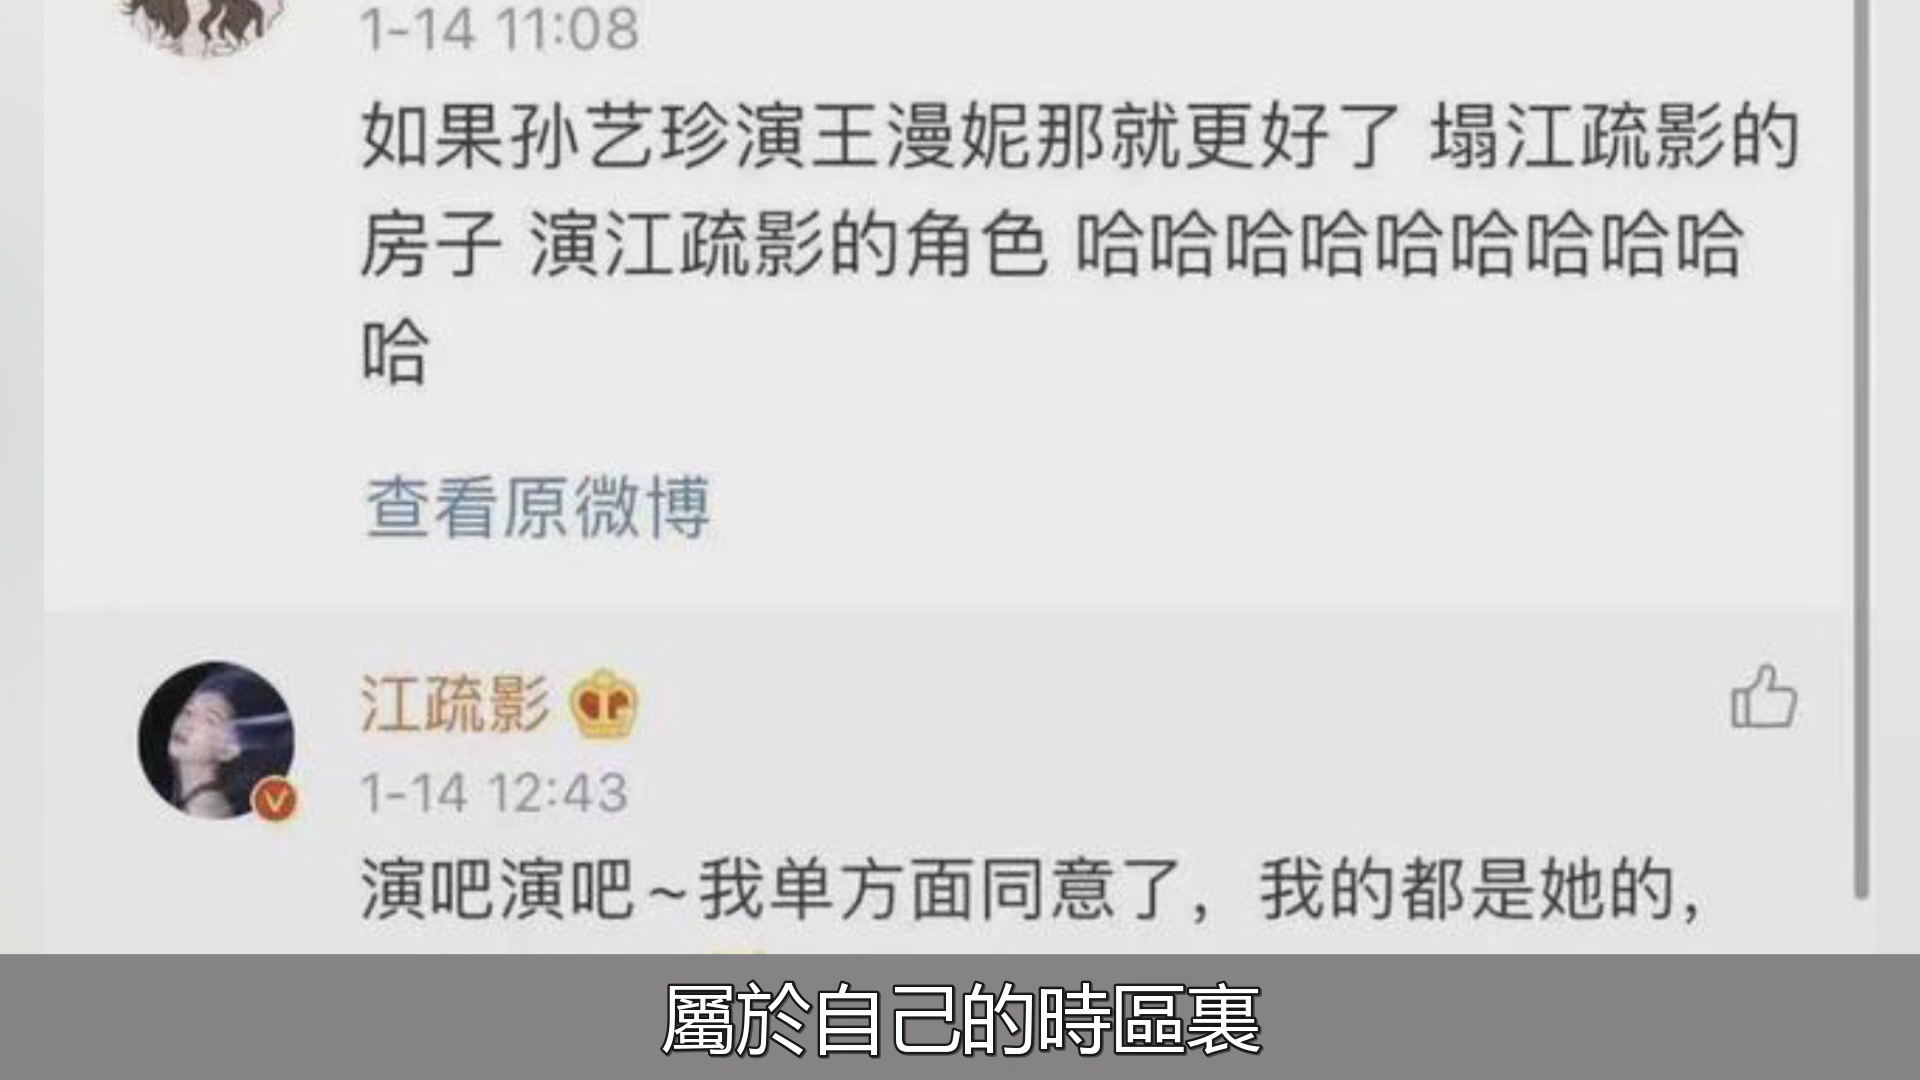 1-14 11:08
如果孙艺珍演王漫妮那就更好了 塌江疏影的
房子 演江疏影的角色 哈哈哈哈哈哈哈哈哈
哈
查看原微博
江疏影
1-14 12:43
演吧演吧~我单方面同意了，我的都是她的，
屬於自己的時區裏